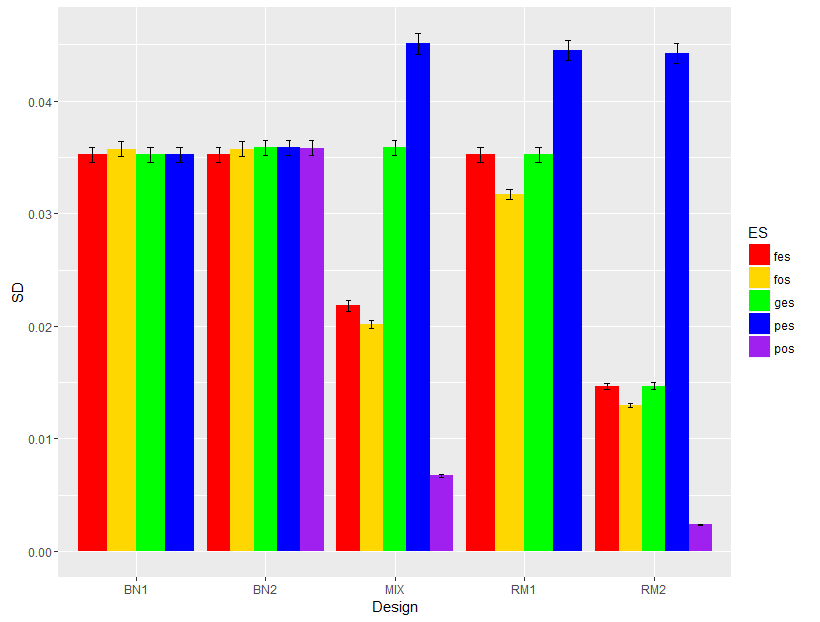 SD
0.04
0.03
0.02
0.01
0.00
BN1 BN2 MIX RM1 RM2
Design
ES
fes
fos
ges
pes
pos